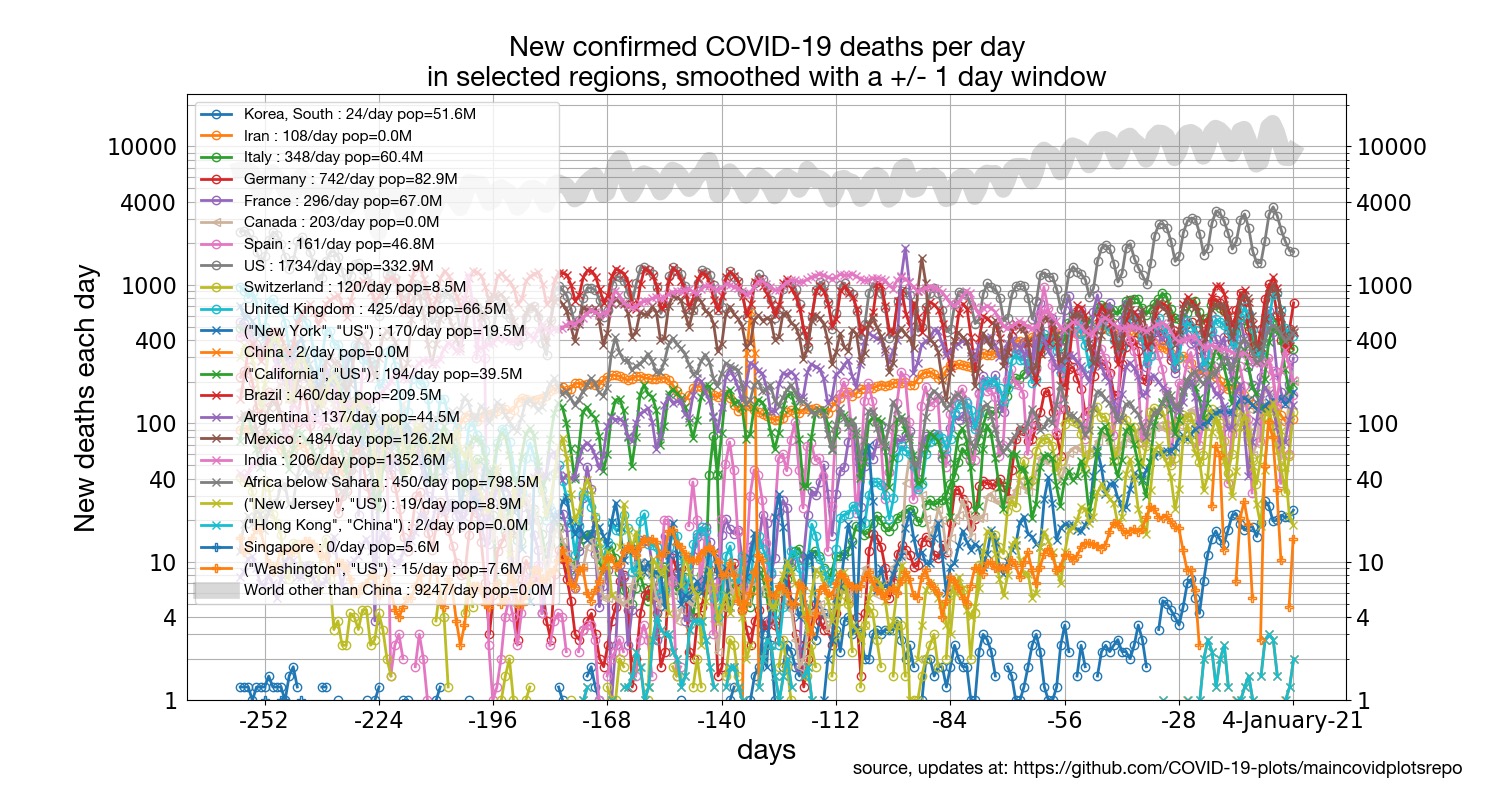 New confirmed COVID-19 deaths per day
in selected regions, smoothed with a +/- 1 day window
Korea, South : 24/day pop=51.6M
Iran : 108/day pop=0.0M
Italy : 348/day pop=60.4M
Germany : 742/day pop=82.9M
France : 296/day pop=67.0M
Canada : 203/day pop=0.0M
Spain : 161/day pop=46.8M
US : 1734/day pop=332.9M
Switzerland : 120/day pop=8.5M
United Kingdom : 425/day pop=66.5M
("New York", "US") : 170/day pop=19.5M
China : 2/day pop=0.0M
("California", "US") : 194/day pop=39.5M
Brazil : 460/day pop=209.5M
Argentina : 137/day pop=44.5M
Mexico : 484/day pop=126.2M
India : 206/day pop=1352.6M
Africa below Sahara : 450/day pop=798.5M
("New Jersey", "US") : 19/day pop=8.9M
("Hong Kong", "China") : 2/day pop=0.0M
Singapore : 0/day pop=5.6M
("Washington", "US") : 15/day pop=7.6M
World other than China : 9247/day pop=0.0M
New deaths each day
10000
4000
1000
400
100
40
10
4
1
10000
4000
1000
400
100
40
10
4
1
-252 -224 -196 -168 -140 -112 -84 -56 -28 4-January-21
days
source, updates at: https://github.com/COVID-19-plots/maincovidplotsrepo